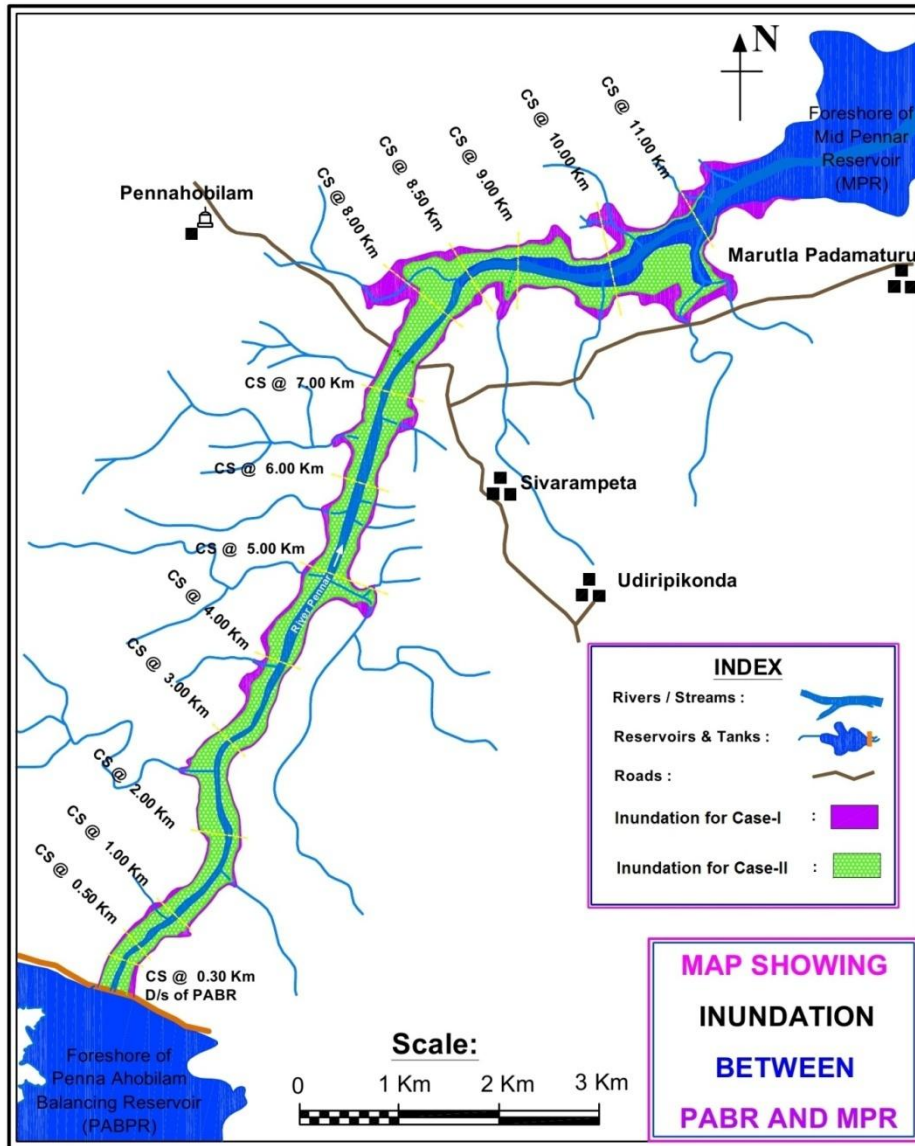 N
CS @ 11.00 Km
CS @ 10.00 Km
CS @ 9.00 Km
CS @ 8.50 Km
CS @ 8.00 Km
Foreshore of
Mid Pennar
Reservoir
(MPR)
Pennahobilam
Marutla Padamaturu
CS @ 7.00 Km
CS @ 6.00 Km
Sivarampeta
CS @ 5.00 Km
River Pennar
Udiripikonda
CS @ 4.00 Km
CS @ 3.00 Km
CS @ 2.00 Km
CS @ 1.00 Km
CS @ 0.50 Km
CS @ 0.30 Km
D/s of PABR
INDEX
Rivers / Streams :
Reservoirs & Tanks :
Roads :
Inundation for Case-I :
Inundation for Case-II :
Foreshore of
Penna Ahobilam
Balancing Reservoir
(PABPR)
Scale:
0 1 Km 2 Km 3 Km
MAP SHOWING
INUNDATION
BETWEEN
PABR AND MPR